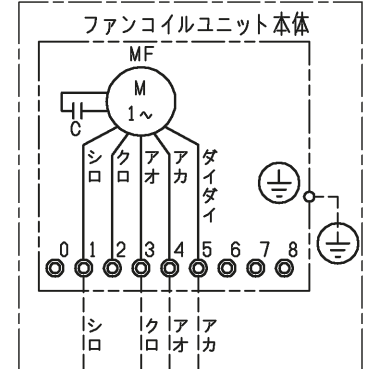 ファンコイルユニット本体
MF
M
1~
C
シロ
クロ
アオ
アカ
ダイダイ
0 1 2 3 4 5 6 7 8
シロ
クロ
アオ
アカ